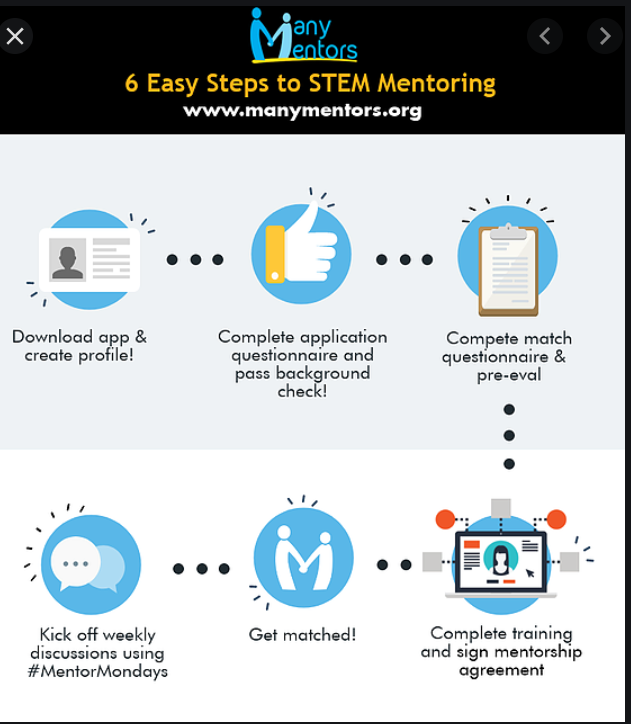 Many
Mentors
6 Easy Steps to STEM Mentoring
www.manymentors.org
Download app &
create profile!
Complete application
questionnaire and
pass background
check!
Compete match
questionnaire &
pre-eval
Kick off weekly
discussions using
#MentorMondays
Get matched!
Complete training
and sign mentorship
agreement